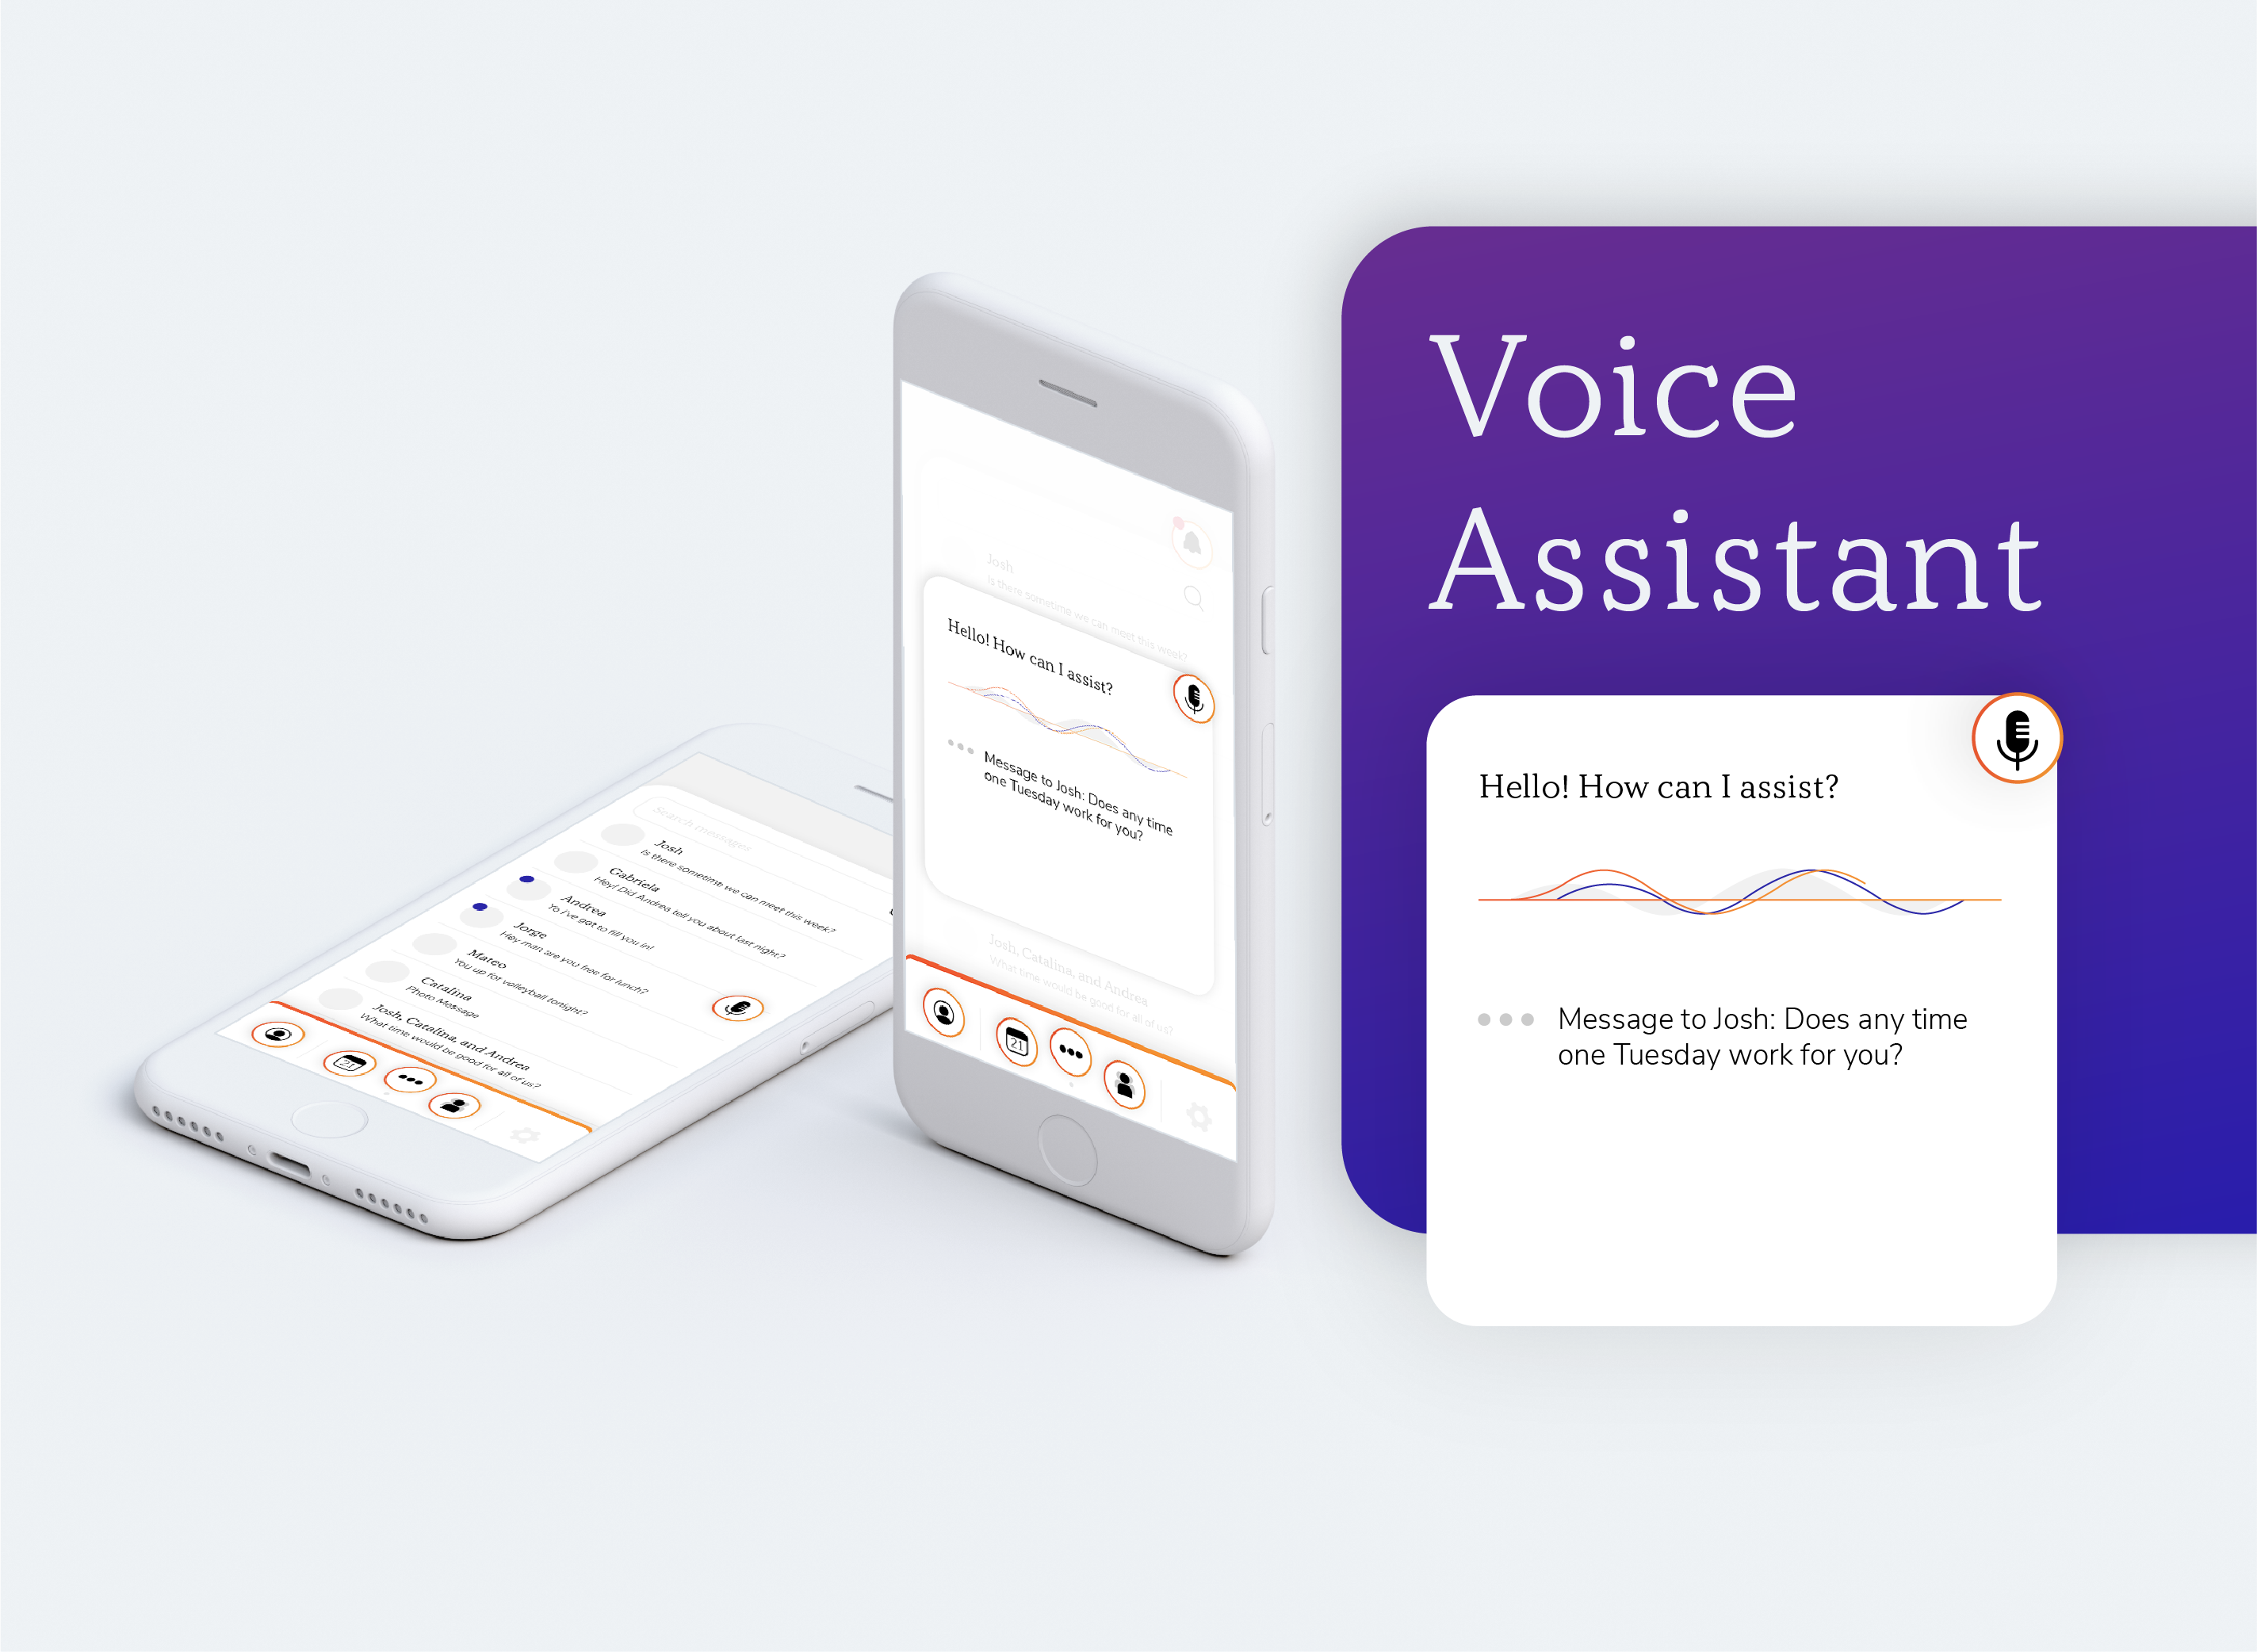 Voice
Assistant
Hello! How can I assist?
Message to Josh: Does any time
one Tuesday work for you?
Josh
Is there sometime we can meet this week?
Hello! How can I assist?
Message to Josh: Does any time
one Tuesday work for you?
Josh, Catalina, and Andrea
What time would be good for all of us?
21
Search messages
Josh
Is there sometime we can meet this week?
Gabriela
Hey! Did Andrea tell you about last night?
Andrea
Yo I've got to fill you in!
Jorge
Hey man are you free for lunch?
Mateo
You up for volleyball tonight?
Catalina
Photo Message
Josh, Catalina, and Andrea
What time would be good for all of us?
21